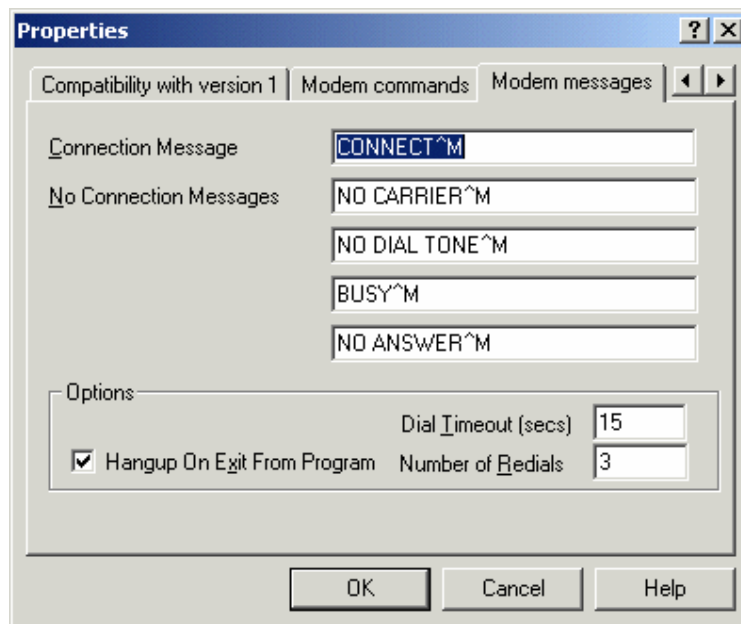 Properties
Compatibility with version 1 Modem commands Modem messages
Connection Message CONNECT^M
No Connection Messages NO CARRIER^M
NO DIAL TONE^M
BUSY^M
NO ANSWER^M
Options
Dial Timeout (secs) 15
Hangup On Exit From Program Number of Redials 3
OK Cancel Help